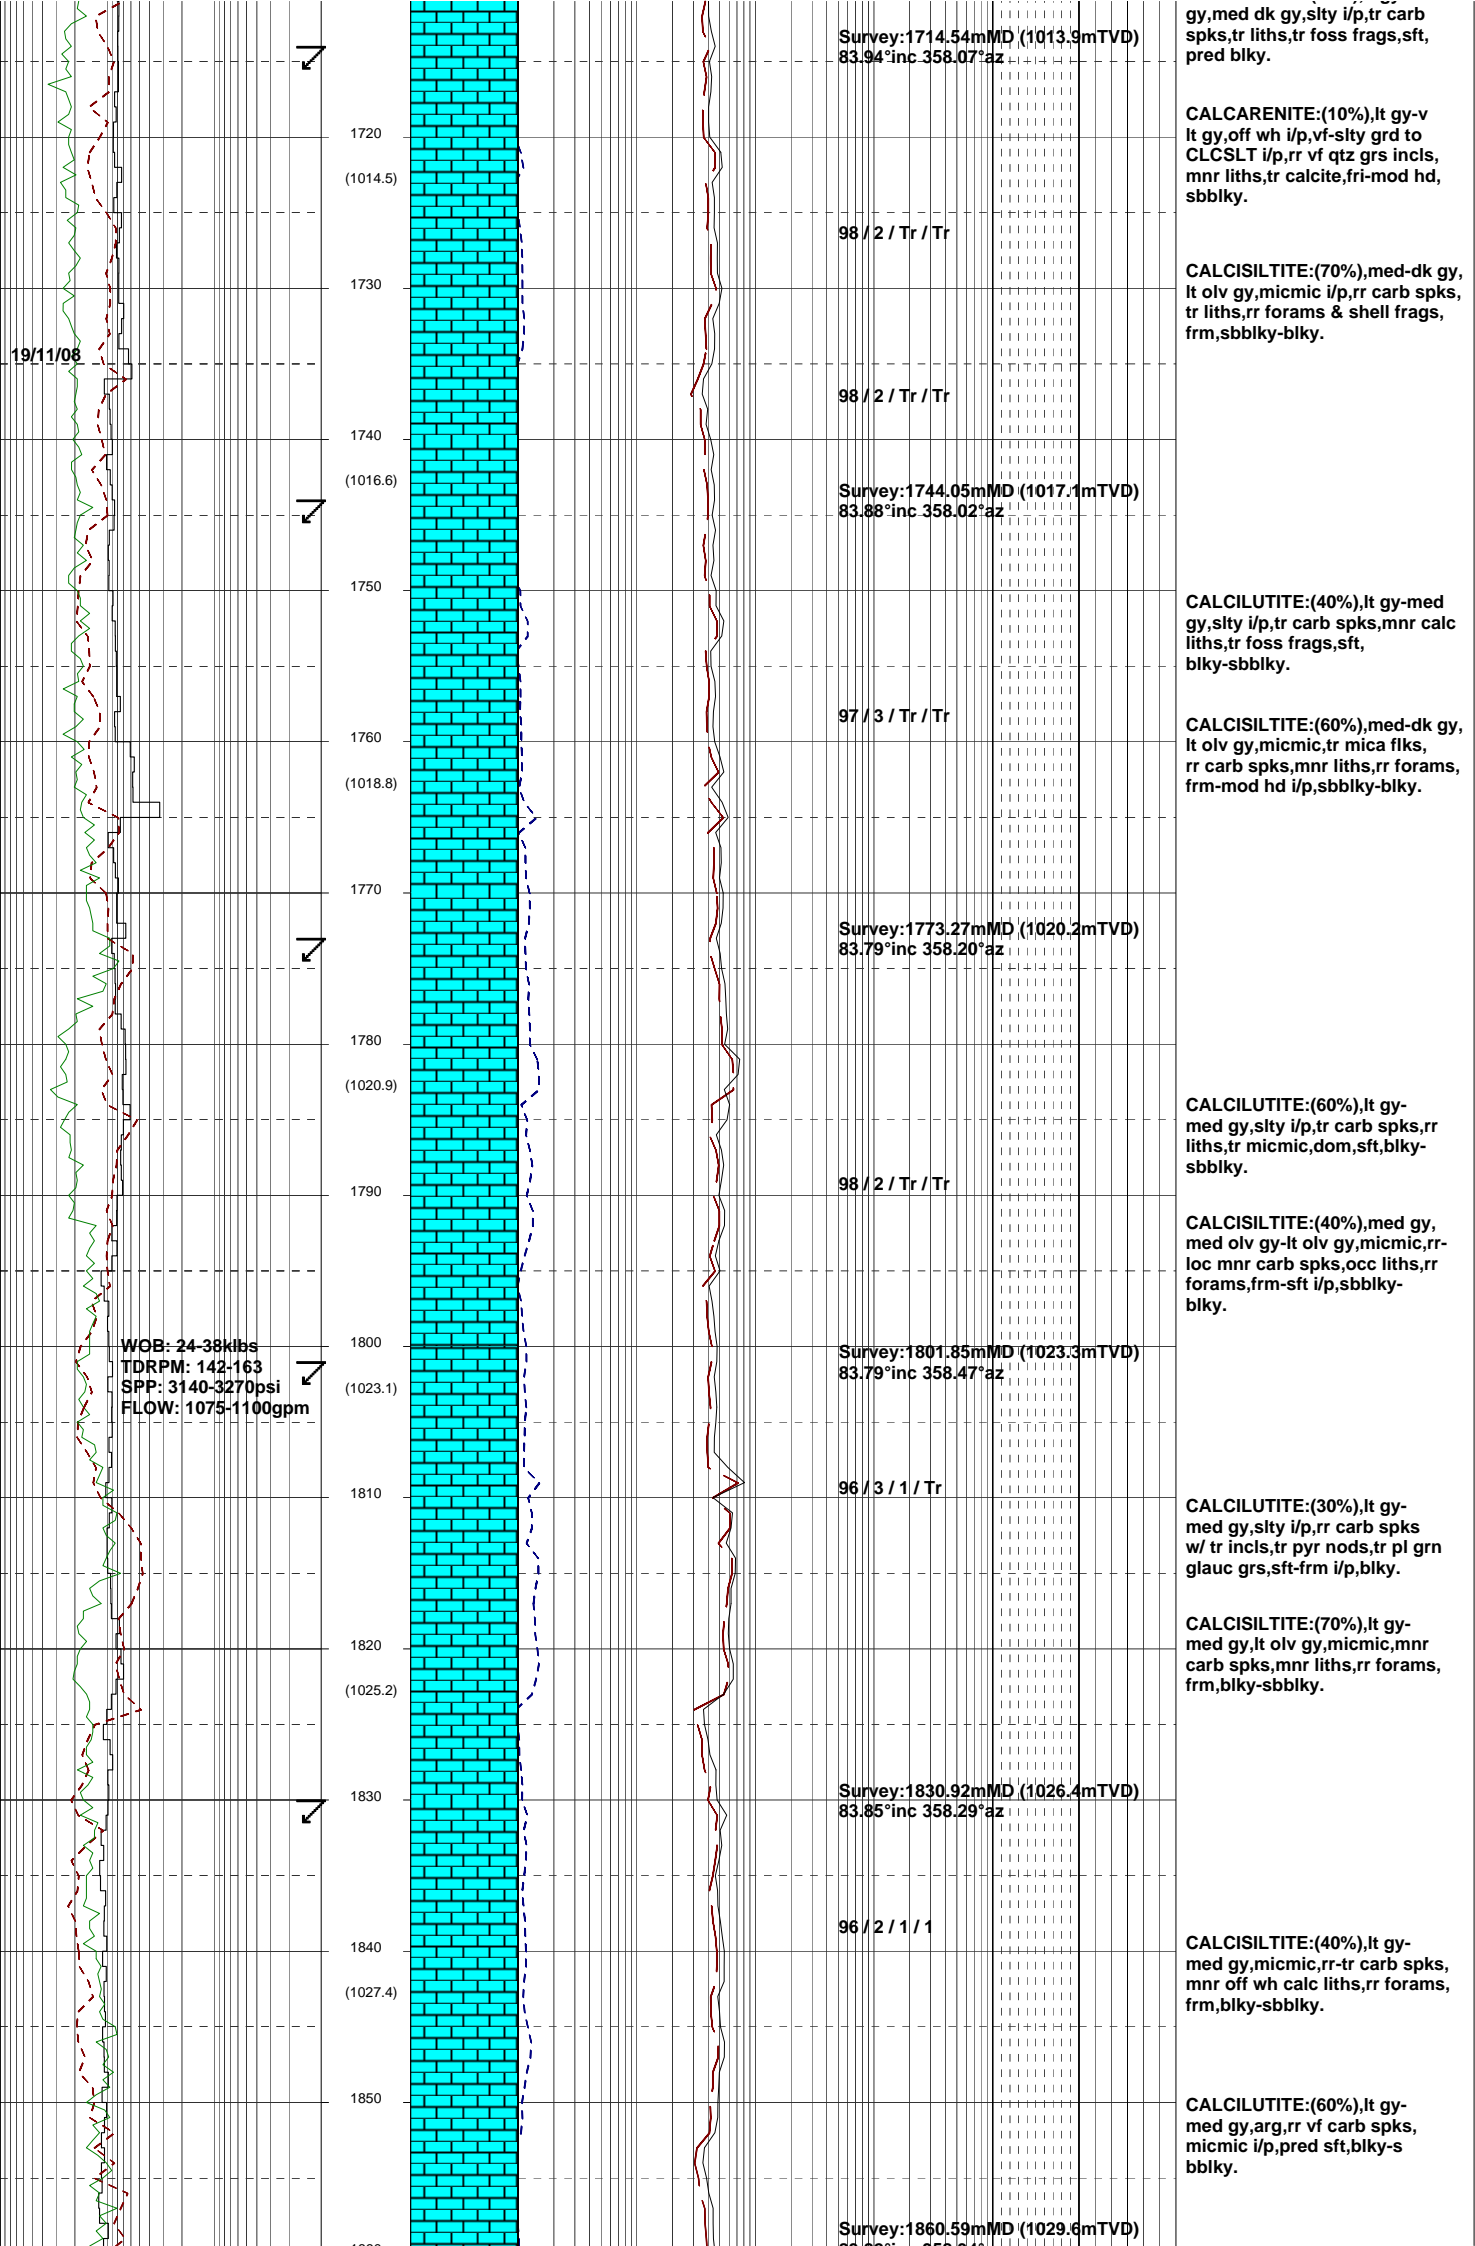 gy,med dk gy,slty i/p,tr carb
spks,tr liths,tr foss frags,sft,
pred blky.
Survey:1714.54mMD (1013.9mTVD)
83.94°inc 358.07°az
CALCARENITE:(10%),lt gy-v
lt gy,off wh i/p,vf-slty grd to
CLCSLT i/p,rr vf qtz grs incls,
mnr liths,tr calcite,fri-mod hd,
sbblky.
1720
(1014.5)
98 / 2 / Tr / Tr
CALCISILTITE:(70%),med-dk gy,
lt olv gy,micmic i/p,rr carb spks,
tr liths,rr forams & shell frags,
frm,sbblky-blky.
1730
19/11/08
98 / 2 / Tr / Tr
1740
(1016.6)
Survey:1744.05mMD (1017.1mTVD)
83.88°inc 358.02°az
1750
CALCILUTITE:(40%),lt gy-med
gy,slty i/p,tr carb spks,mnr calc
liths,tr foss frags,sft,
blky-sbblky.
97 / 3 / Tr / Tr
CALCISILTITE:(60%),med-dk gy,
lt olv gy,micmic,tr mica flks,
rr carb spks,mnr liths,rr forams,
frm-mod hd i/p,sbblky-blky.
1760
(1018.8)
1770
Survey:1773.27mMD (1020.2mTVD)
83.79°inc 358.20°az
1780
(1020.9)
CALCILUTITE:(60%),lt gy-
med gy,slty i/p,tr carb spks,rr
liths,tr micmic,dom,sft,blky-
sbblky.
98 / 2 / Tr / Tr
1790
CALCISILTITE:(40%),med gy,
med olv gy-lt olv gy,micmic,rr-
loc mnr carb spks,occ liths,rr
forams,frm-sft i/p,sbblky-
blky.
WOB: 24-38klbs
TDRPM: 142-163
SPP: 3140-3270psi
FLOW: 1075-1100gpm
1800
(1023.1)
Survey:1801.85mMD (1023.3mTVD)
83.79°inc 358.47°az
96 / 3 / 1 / Tr
1810
CALCILUTITE:(30%),lt gy-
med gy,slty i/p,rr carb spks
w/ tr incls,tr pyr nods,tr pl grn
glauc grs,sft-frm i/p,blky.
CALCISILTITE:(70%),lt gy-
med gy,lt olv gy,micmic,mnr
carb spks,mnr liths,rr forams,
frm,blky-sbblky.
1820
(1025.2)
Survey:1830.92mMD (1026.4mTVD)
83.85°inc 358.29°az
1830
96 / 2 / 1 / 1
1840
(1027.4)
CALCISILTITE:(40%),lt gy-
med gy,micmic,rr-tr carb spks,
mnr off wh calc liths,rr forams,
frm,blky-sbblky.
1850
CALCILUTITE:(60%),lt gy-
med gy,arg,rr vf carb spks,
micmic i/p,pred sft,blky-s
bblky.
Survey:1860.59mMD (1029.6mTVD)